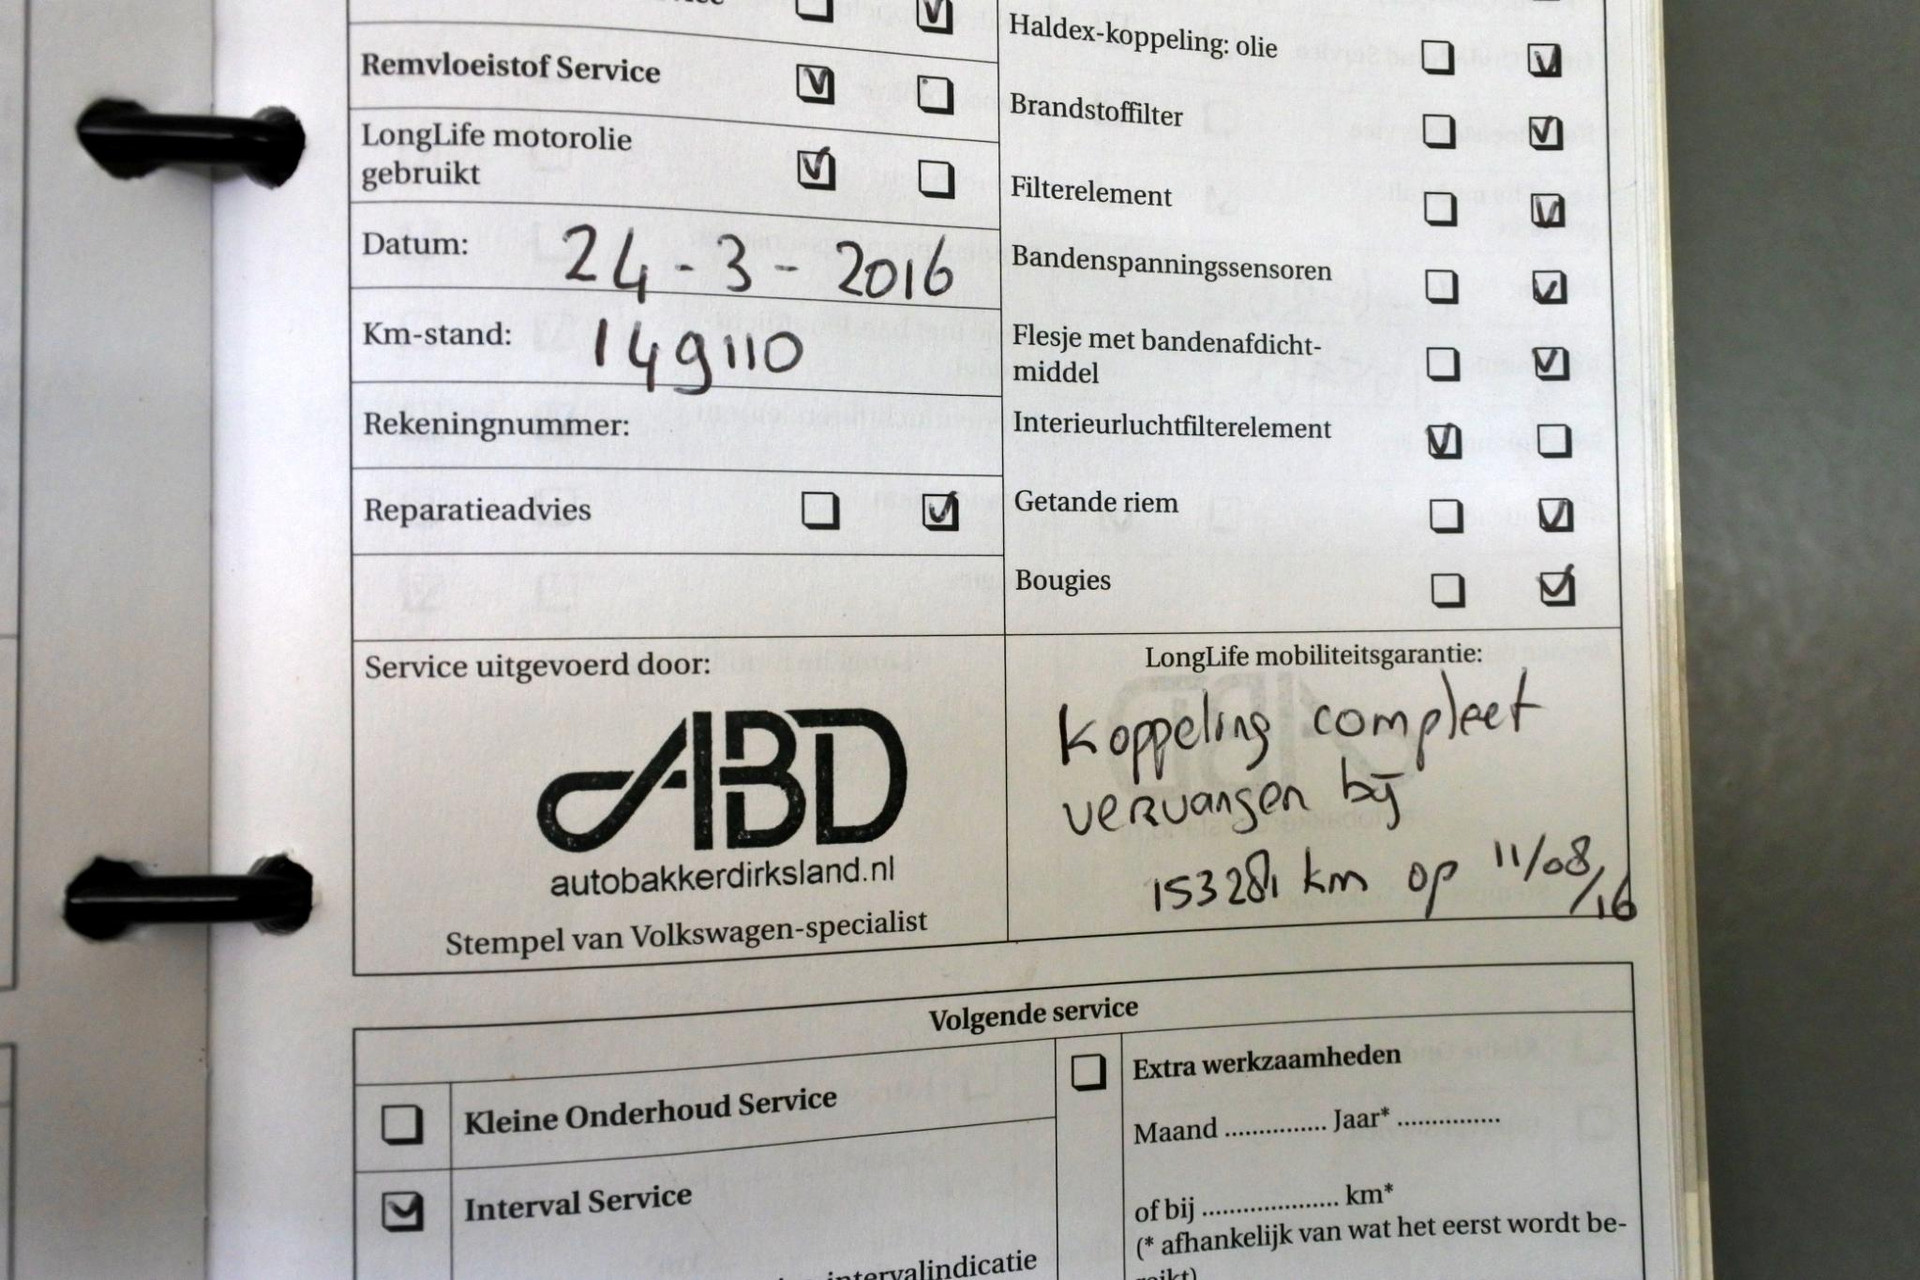 Remvloeistof Service
LongLife motorolie
gebruikt
Datum: 24-3-2016
Km-stand: 149110
Rekeningnummer:
Reparatieadvies
Haldex-koppeling: olie
Brandstoffilter
Filterelement
Bandenspanningssensoren
Flesje met bandenafdicht-
middel
Interieurluchtfilterelement
Getande riem
Bougies
Service uitgevoerd door:
ABD
autobakkerdirksland.nl
Stempel van Volkswagen-specialist
LongLife mobiliteitsgarantie:
Koppeling compleet
vervangen bij
153281 km op 11/08/16
Volgende service
Kleine Onderhoud Service
Interval Service
intervalindicatie
Extra werkzaamheden
Maand .............. Jaar* ..............
of bij .................... km*
(* afhankelijk van wat het eerst wordt be-